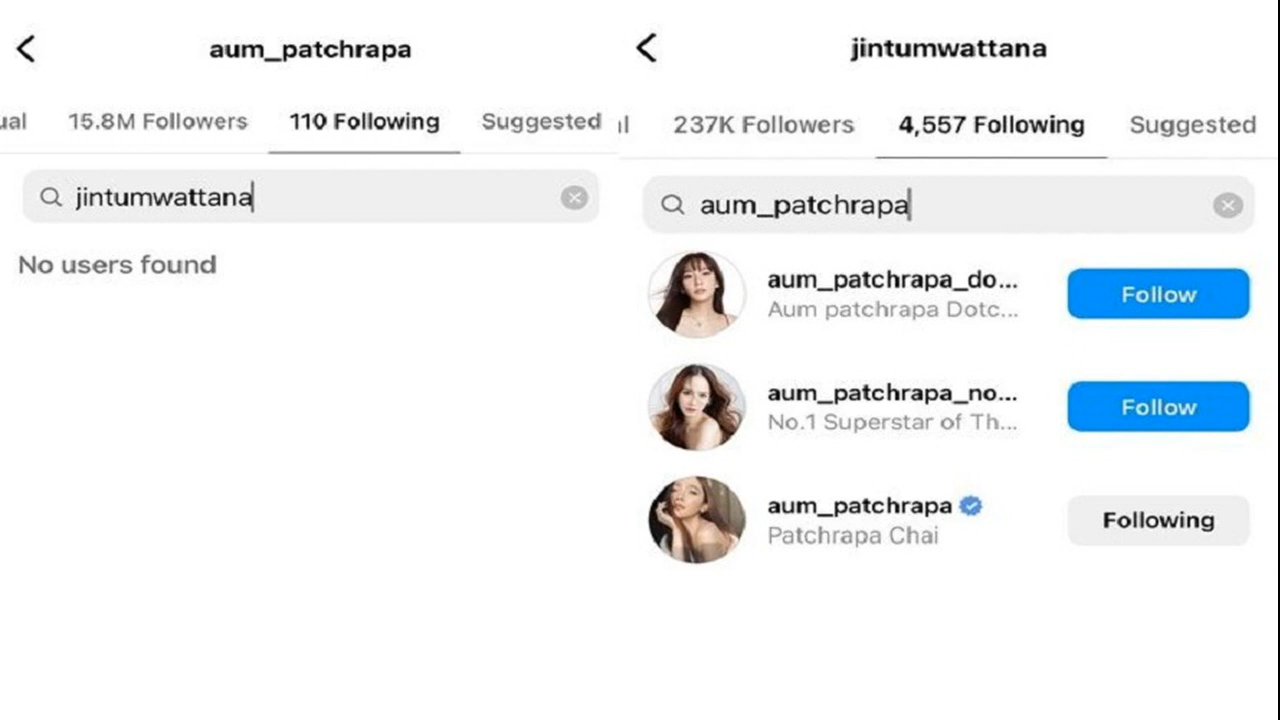 aum_patchrapa
ual 15.8M Followers 110 Following Suggested
jintumwattana
No users found
jintumwattana
l 237K Followers 4,557 Following Suggested
aum_patchrapa
aum_patchrapa_do...
Aum patchrapa Dotc...
Follow
aum_patchrapa_no...
No.1 Superstar of Th...
Follow
aum_patchrapa
Patchrapa Chai
Following